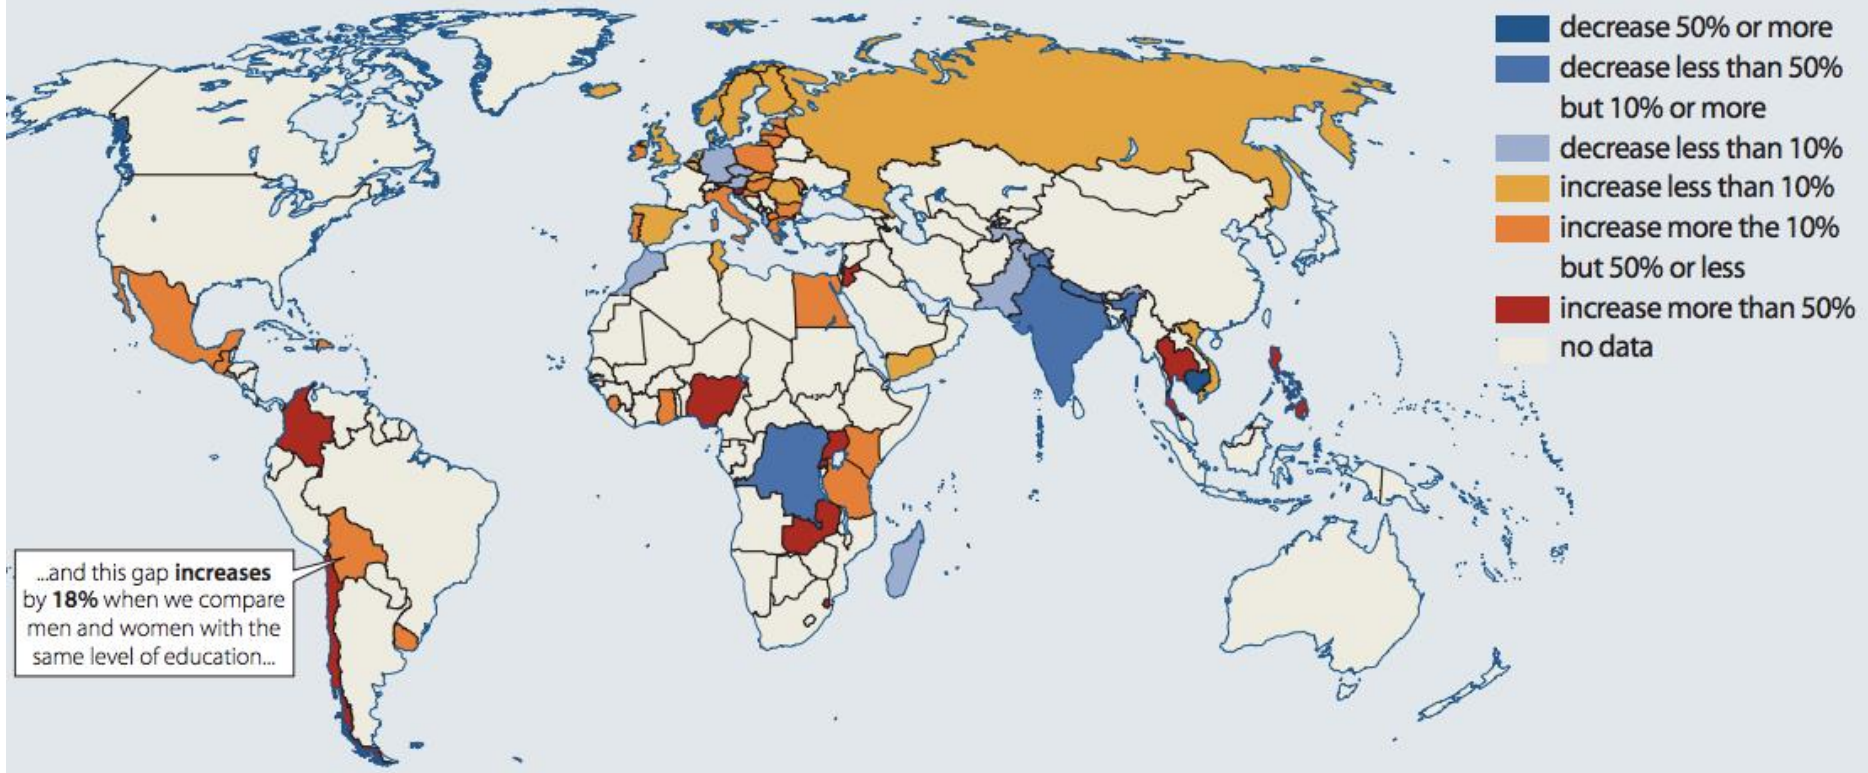 decrease 50% or more
decrease less than 50%
but 10% or more
decrease less than 10%
increase less than 10%
increase more the 10%
but 50% or less
increase more than 50%
no data
...and this gap increases
by 18% when we compare
men and women with the
same level of education...